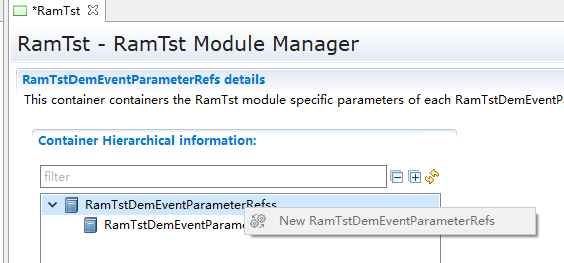 *RamTst
RamTst - RamTst Module Manager
RamTstDemEventParameterRefs details
This container containers the RamTst module specific parameters of each RamTstDemEventP
Container Hierarchical information:
filter
RamTstDemEventParameterRefss
New RamTstDemEventParameterRefs
RamTstDemEventParame